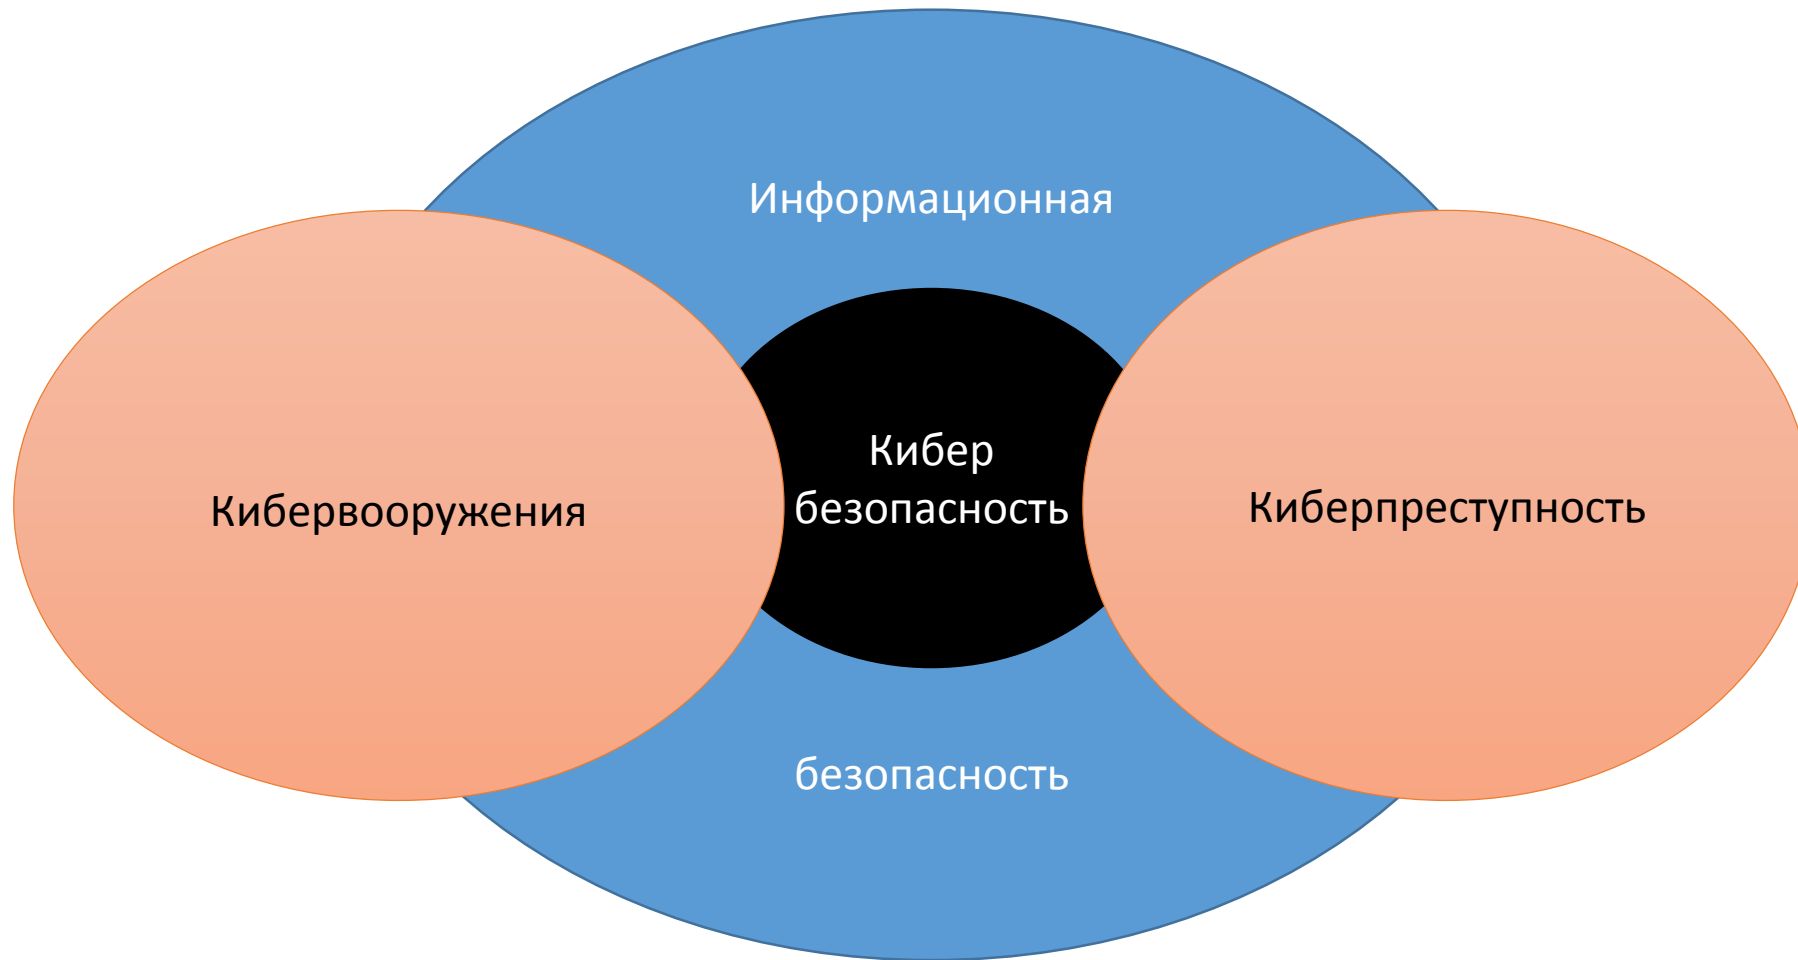 Информационная
Кибер
безопасность
Кибервооружения
Киберпреступность
безопасность